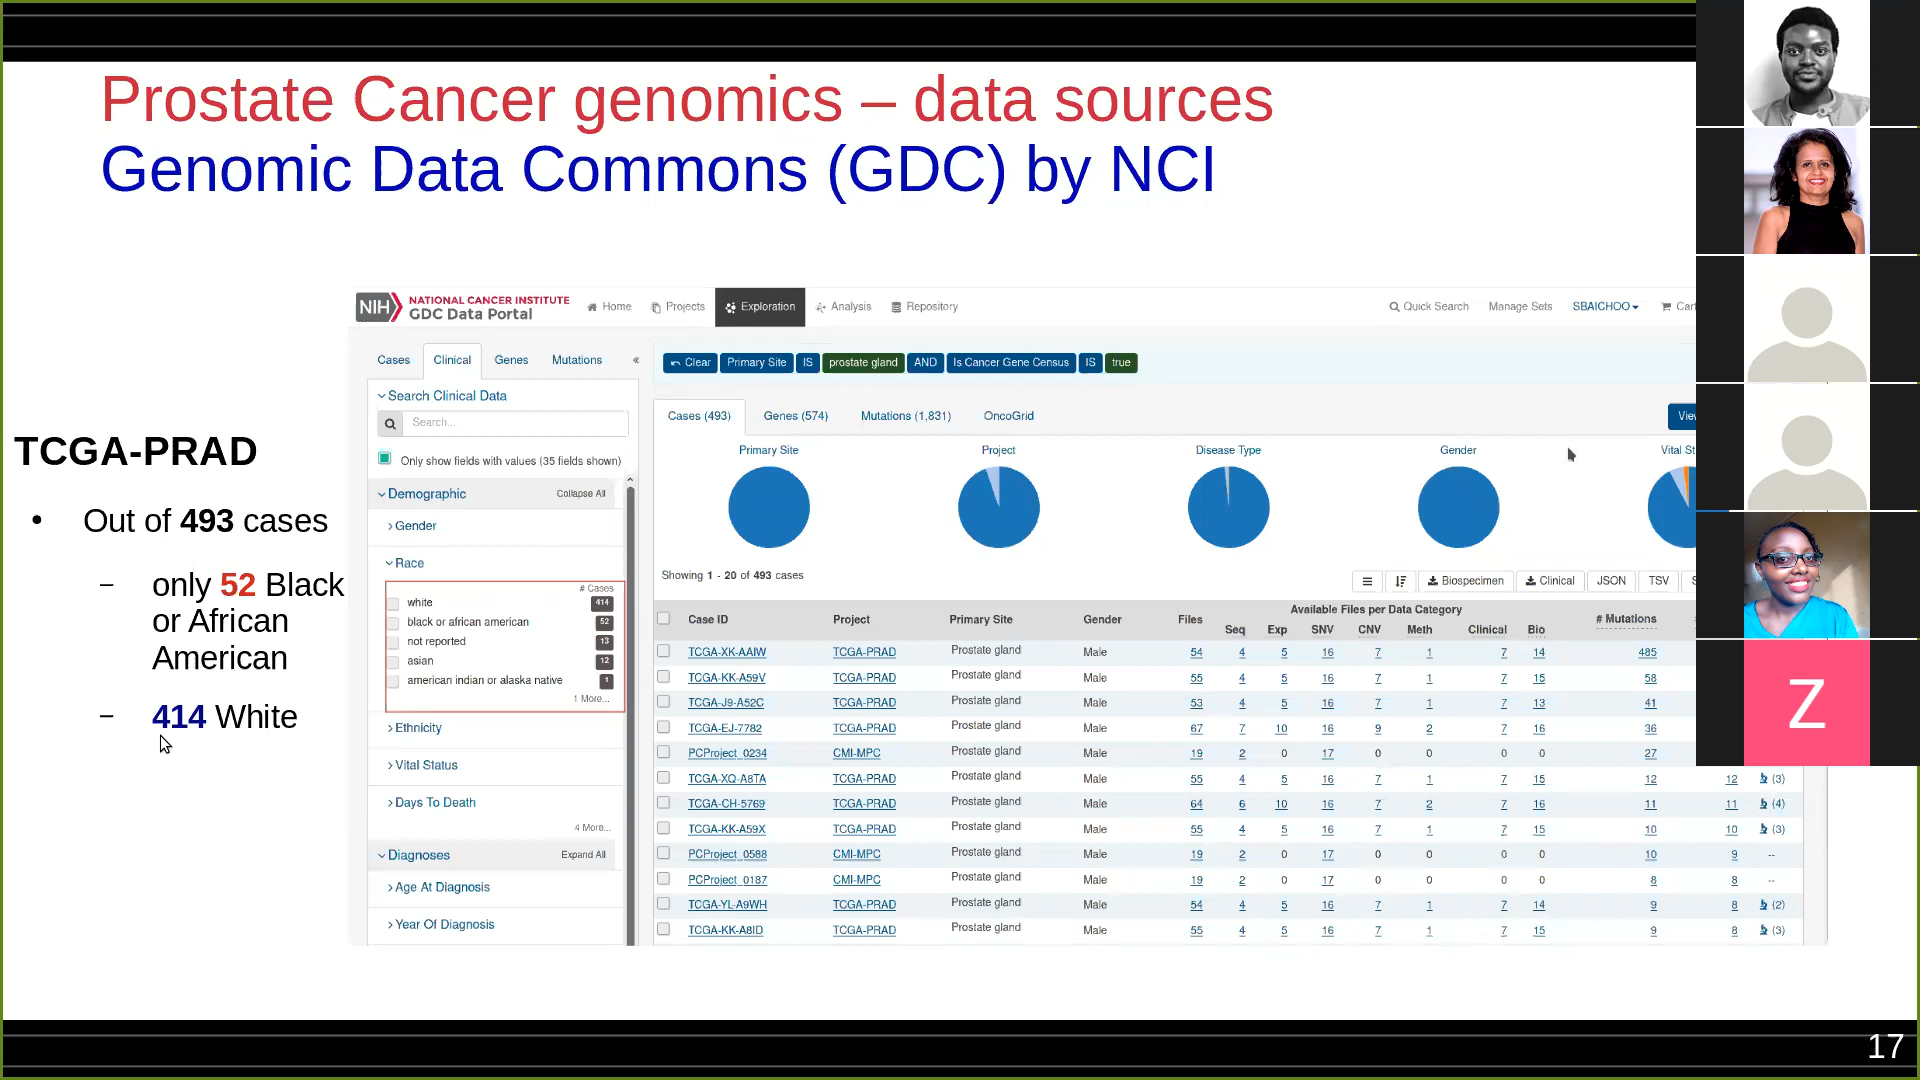 Prostate Cancer genomics – data sources
Genomic Data Commons (GDC) by NCI
TCGA-PRAD
• Out of 493 cases
– only 52 Black
or African
American
– 414 White
NIH NATIONAL CANCER INSTITUTE
GDC Data Portal
Home Projects Exploration Analysis Repository
Quick Search Manage Sets SBAICHOO
Cases Clinical Genes Mutations «
Search Clinical Data
Search...
Only show fields with values (35 fields shown)
Demographic Collapse All
Gender
Race
# Cases
white 414
black or african american 52
not reported 13
asian 12
american indian or alaska native 1
1 More...
Ethnicity
Vital Status
Days To Death
4 More...
Diagnoses Expand All
Age At Diagnosis
Year Of Diagnosis
Clear Primary Site IS prostate gland AND Is Cancer Gene Census IS true
Cases (493) Genes (574) Mutations (1,831) OncoGrid
Primary Site Project Disease Type Gender
Showing 1 - 20 of 493 cases
Biospecimen Clinical JSON TSV
Available Files per Data Category
Case ID Project Primary Site Gender Files Seq Exp SNV CNV Meth Clinical Bio # Mutations
TCGA-XK-AAIW TCGA-PRAD Prostate gland Male 54 4 5 16 7 1 7 14 485
TCGA-KK-A59V TCGA-PRAD Prostate gland Male 55 4 5 16 7 1 7 15 58
TCGA-J9-A52C TCGA-PRAD Prostate gland Male 53 4 5 16 7 1 7 13 41
TCGA-EJ-7782 TCGA-PRAD Prostate gland Male 67 7 10 16 9 2 7 16 36
PCProject_0234 CMI-MPC Prostate gland Male 19 2 0 17 0 0 0 0 27
TCGA-XQ-A8TA TCGA-PRAD Prostate gland Male 55 4 5 16 7 1 7 15 12 12 (3)
TCGA-CH-5769 TCGA-PRAD Prostate gland Male 64 6 10 16 7 2 7 16 11 11 (4)
TCGA-KK-A59X TCGA-PRAD Prostate gland Male 55 4 5 16 7 1 7 15 10 10 (3)
PCProject_0588 CMI-MPC Prostate gland Male 19 2 0 17 0 0 0 0 10 9 --
PCProject_0187 CMI-MPC Prostate gland Male 19 2 0 17 0 0 0 0 8 8 --
TCGA-YL-A9WH TCGA-PRAD Prostate gland Male 54 4 5 16 7 1 7 14 9 8 (2)
TCGA-KK-A8ID TCGA-PRAD Prostate gland Male 55 4 5 16 7 1 7 15 9 8 (3)
Z
17